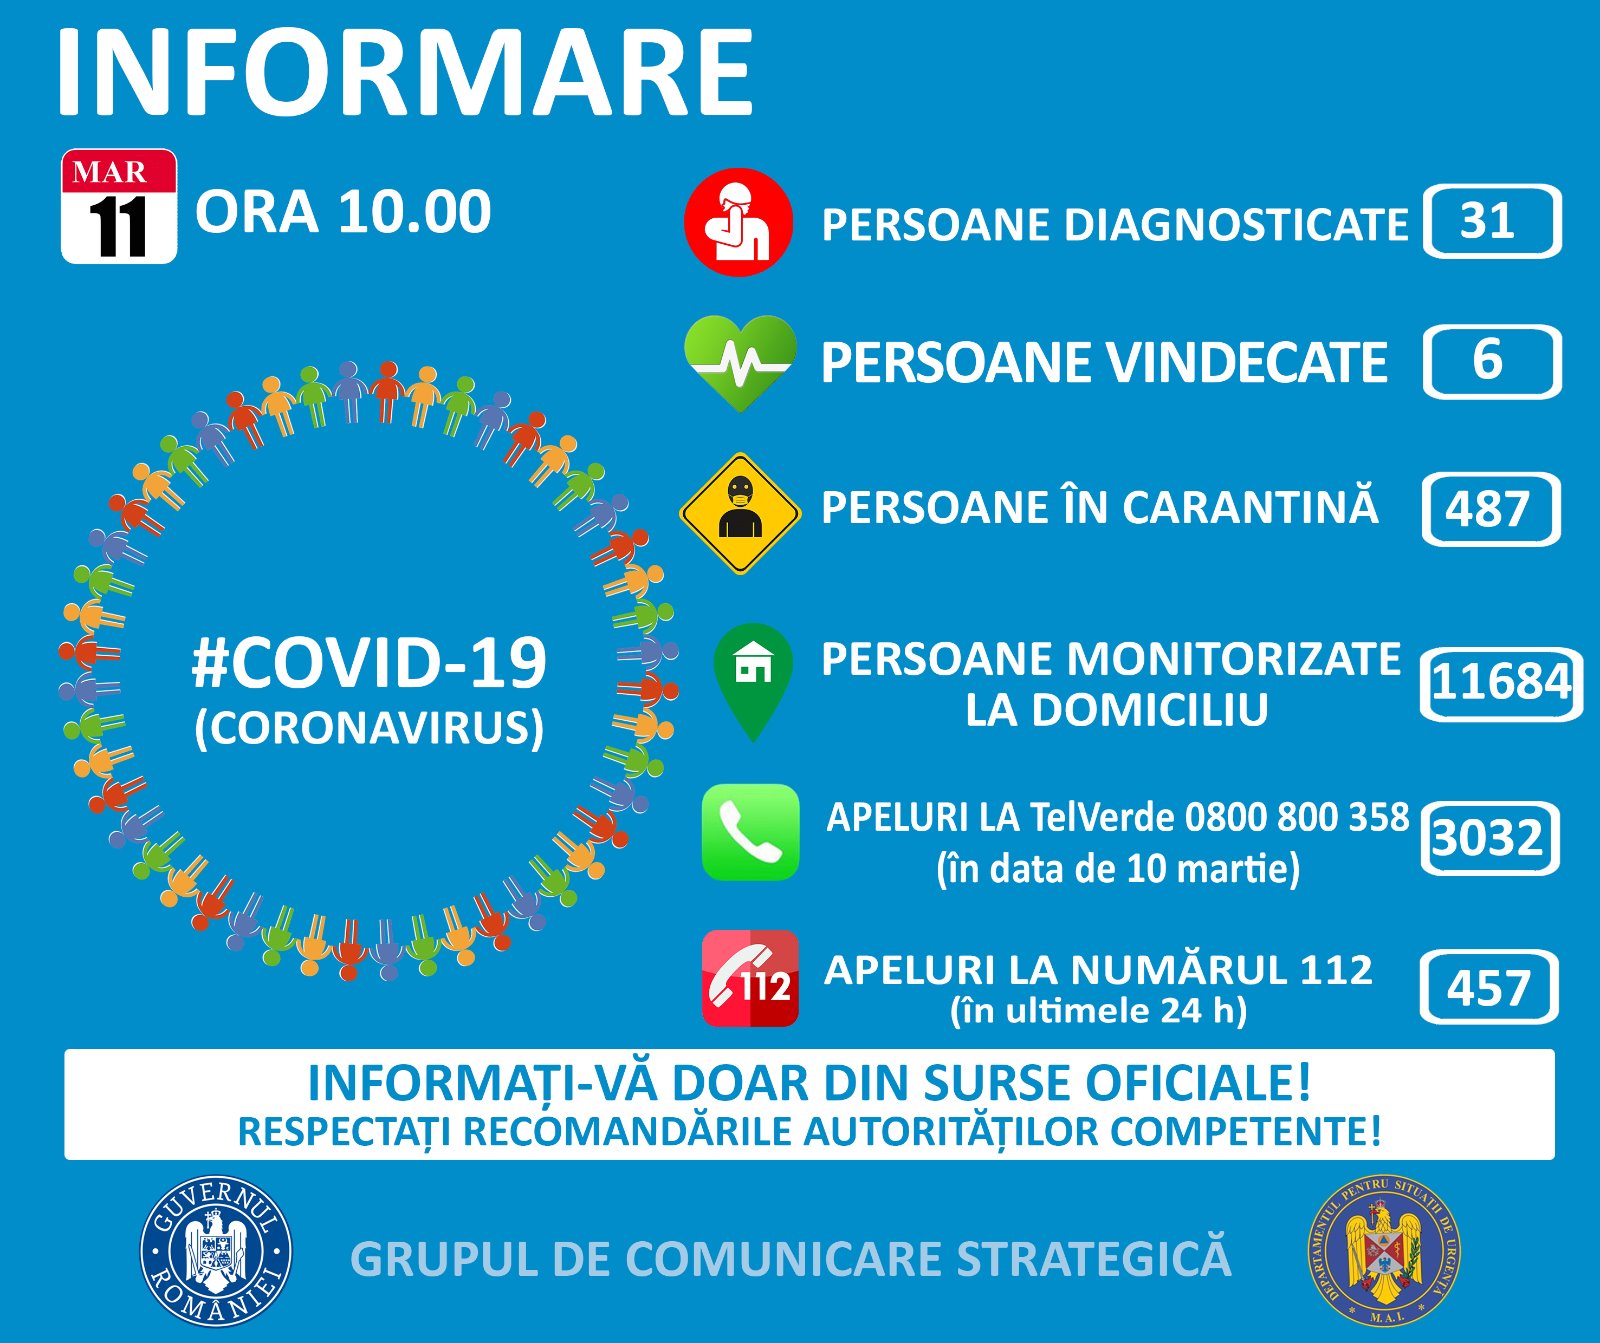 INFORMARE
MAR
11
ORA 10.00
PERSOANE DIAGNOSTICATE 31
PERSOANE VINDECATE 6
PERSOANE ÎN CARANTINĂ 487
#COVID-19
(CORONAVIRUS)
PERSOANE MONITORIZATE
LA DOMICILIU
11684
APELURI LA TelVerde 0800 800 358
(în data de 10 martie)
3032
112
APELURI LA NUMĂRUL 112
(în ultimele 24 h)
457
INFORMAȚI-VĂ DOAR DIN SURSE OFICIALE!
RESPECTAȚI RECOMANDĂRILE AUTORITĂȚILOR COMPETENTE!
GUVERNUL
ROMÂNIEI
GRUPUL DE COMUNICARE STRATEGICĂ
DEPARTAMENTUL PENTRU SITUAȚII DE URGENȚĂ
* M.A.I. *